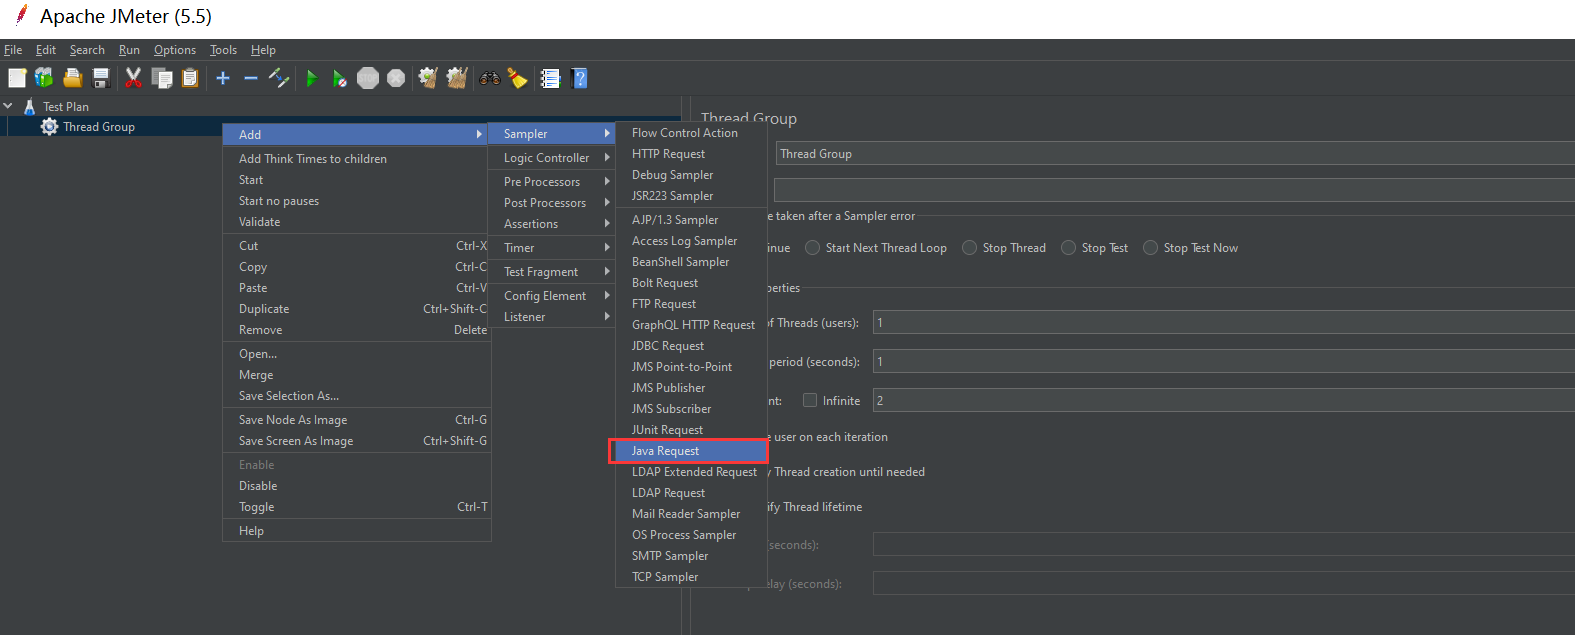 Apache JMeter (5.5)
File Edit Search Run Options Tools Help
Test Plan
Thread Group
Add
Add Think Times to children
Start
Start no pauses
Validate
Cut Ctrl-X
Copy Ctrl-C
Paste Ctrl-V
Duplicate Ctrl+Shift-C
Remove Delete
Open...
Merge
Save Selection As...
Save Node As Image Ctrl-G
Save Screen As Image Ctrl+Shift-G
Enable
Disable
Toggle Ctrl-T
Help
Sampler
Logic Controller
Pre Processors
Post Processors
Assertions
Timer
Test Fragment
Config Element
Listener
Flow Control Action
HTTP Request
Debug Sampler
JSR223 Sampler
AJP/1.3 Sampler
Access Log Sampler
BeanShell Sampler
Bolt Request
FTP Request
GraphQL HTTP Request
JDBC Request
JMS Point-to-Point
JMS Publisher
JMS Subscriber
JUnit Request
Java Request
LDAP Extended Request
LDAP Request
Mail Reader Sampler
OS Process Sampler
SMTP Sampler
TCP Sampler
Thread Group
Thread Group
taken after a Sampler error
Start Next Thread Loop Stop Thread Stop Test Stop Test Now
of Threads (users): 1
period (seconds): 1
Infinite 2
user on each iteration
Thread creation until needed
Thread lifetime
(seconds):
(seconds):